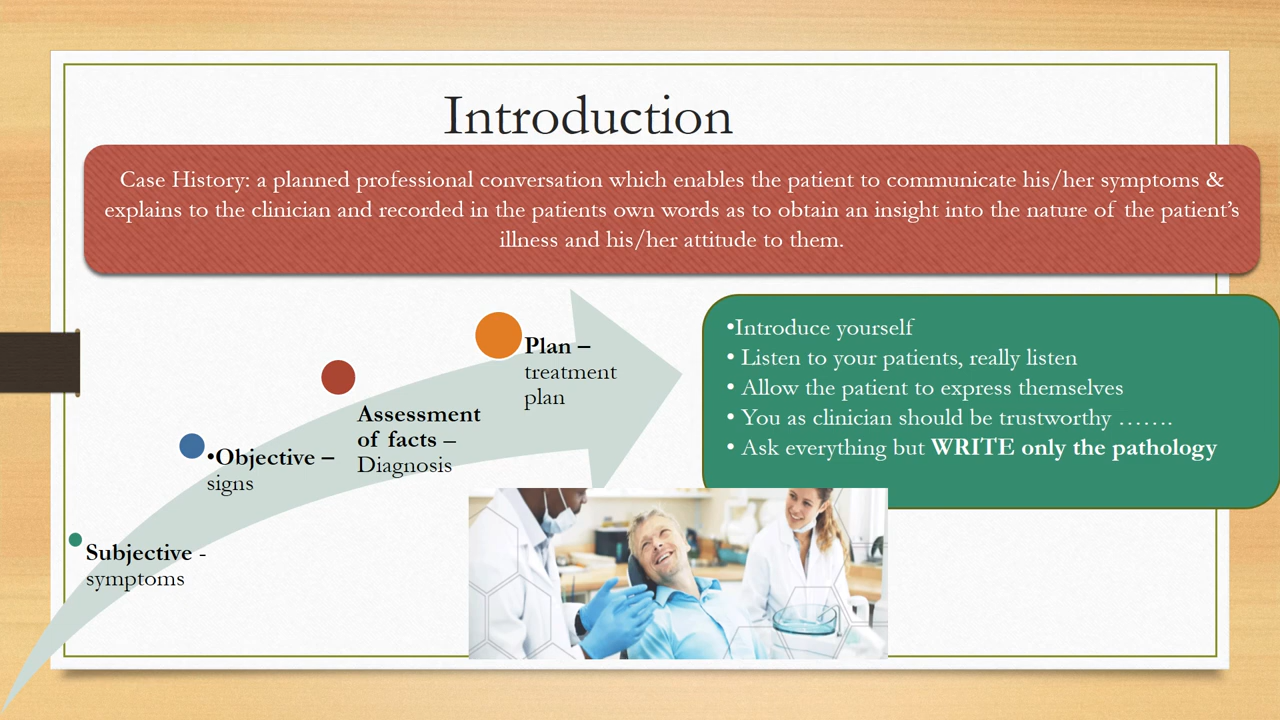 Introduction
Case History: a planned professional conversation which enables the patient to communicate his/her symptoms &
explains to the clinician and recorded in the patients own words as to obtain an insight into the nature of the patient's
illness and his/her attitude to them.
Subjective -
symptoms
•Objective –
signs
Assessment
of facts –
Diagnosis
Plan –
treatment
plan
•Introduce yourself
• Listen to your patients, really listen
• Allow the patient to express themselves
• You as clinician should be trustworthy …….
• Ask everything but WRITE only the pathology